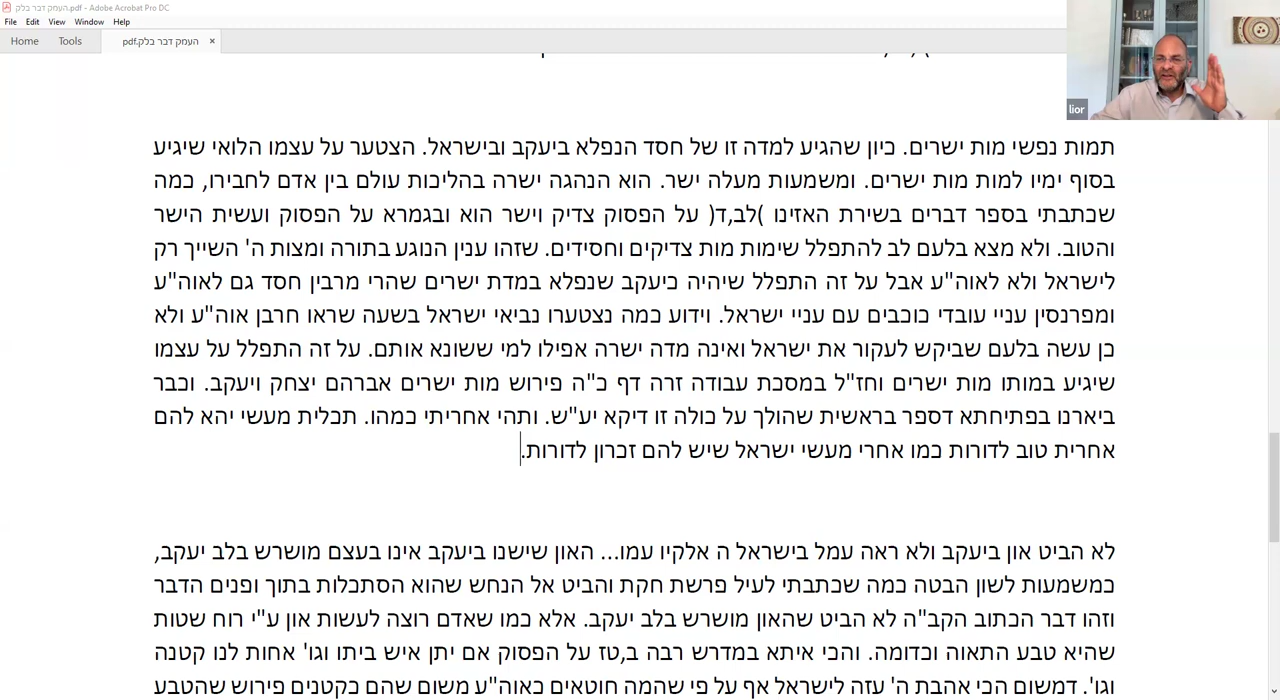 העמק דבר בלק.pdf - Adobe Acrobat Pro DC
File Edit View Window Help
Home Tools העמק דבר בלק.pdf ×
lior
תמות נפשי מות ישרים. כיון שהגיע למדה זו של חסד הנפלא ביעקב ובישראל. הצטער על עצמו הלואי שיגיע
בסוף ימיו למות מות ישרים. ומשמעות מעלה ישר. הוא הנהגה ישרה בהליכות עולם בין אדם לחבירו, כמה
שכתבתי בספר דברים בשירת האזינו )לב,ד( על הפסוק צדיק וישר הוא ובגמרא על הפסוק ועשית הישר
והטוב. ולא מצא בלעם לב להתפלל שימות מות צדיקים וחסידים. שזהו ענין הנוגע בתורה ומצות ה' השייך רק
לישראל ולא לאוה"ע אבל על זה התפלל שיהיה כיעקב שנפלא במדת ישרים שהרי מרבין חסד גם לאוה"ע
ומפרנסין עניי עובדי כוכבים עם עניי ישראל. וידוע כמה נצטערו נביאי ישראל בשעה שראו חרבן אוה"ע ולא
כן עשה בלעם שביקש לעקור את ישראל ואינה מדה ישרה אפילו למי ששונא אותם. על זה התפלל על עצמו
שיגיע במותו מות ישרים וחז"ל במסכת עבודה זרה דף כ"ה פירוש מות ישרים אברהם יצחק ויעקב. וכבר
ביארנו בפתיחתא דספר בראשית שהולך על כולה זו דיקא יע"ש. ותהי אחריתי כמהו. תכלית מעשי יהא להם
אחרית טוב לדורות כמו אחרי מעשי ישראל שיש להם זכרון לדורות.
לא הביט און ביעקב ולא ראה עמל בישראל ה אלקיו עמו... האון שישנו ביעקב אינו בעצם מושרש בלב יעקב,
כמשמעות לשון הבטה כמה שכתבתי לעיל פרשת חקת והביט אל הנחש שהוא הסתכלות בתוך ופנים הדבר
וזהו דבר הכתוב הקב"ה לא הביט שהאון מושרש בלב יעקב. אלא כמו שאדם רוצה לעשות און ע"י רוח שטות
שהיא טבע התאוה וכדומה. והכי איתא במדרש רבה ב,טז על הפסוק אם יתן איש ביתו וגו' אחות לנו קטנה
וגו'. דמשום הכי אהבת ה' עזה לישראל אף על פי שהמה חוטאים כאוה"ע משום שהם כקטנים פירוש שהטבע